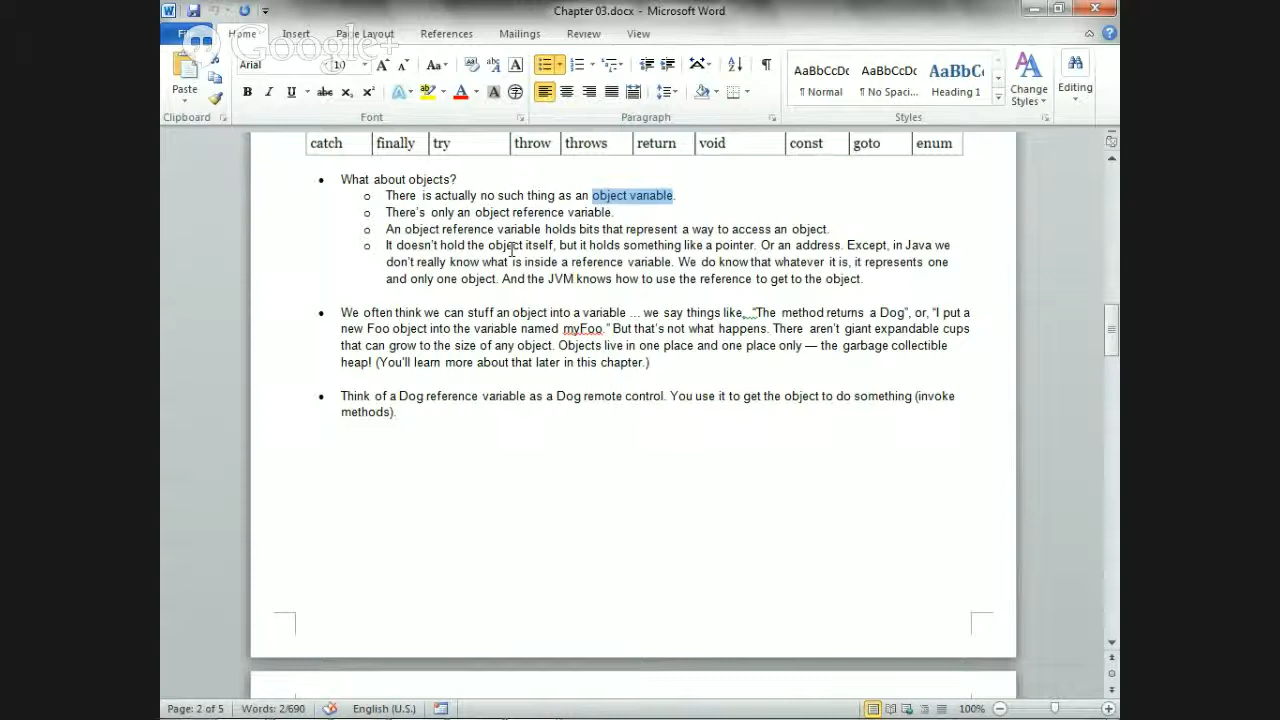 Chapter 03.docx - Microsoft Word
File Home Insert Page Layout References Mailings Review View
Google+
Paste
Arial 10
Aa
B I U abc
AaBbCcDc AaBbCcDc AaBbCc
¶ Normal ¶ No Spaci... Heading 1
Change Styles
Editing
Clipboard Font Paragraph Styles
catch finally try throw throws return void const goto enum
• What about objects?
o There is actually no such thing as an object variable.
o There's only an object reference variable.
o An object reference variable holds bits that represent a way to access an object.
o It doesn't hold the object itself, but it holds something like a pointer. Or an address. Except, in Java we
don't really know what is inside a reference variable. We do know that whatever it is, it represents one
and only one object. And the JVM knows how to use the reference to get to the object.
• We often think we can stuff an object into a variable ... we say things like, "The method returns a Dog", or, "I put a
new Foo object into the variable named myFoo." But that's not what happens. There aren't giant expandable cups
that can grow to the size of any object. Objects live in one place and one place only — the garbage collectible
heap! (You'll learn more about that later in this chapter.)
• Think of a Dog reference variable as a Dog remote control. You use it to get the object to do something (invoke
methods).
Page: 2 of 5 Words: 2/690 English (U.S.) 100%